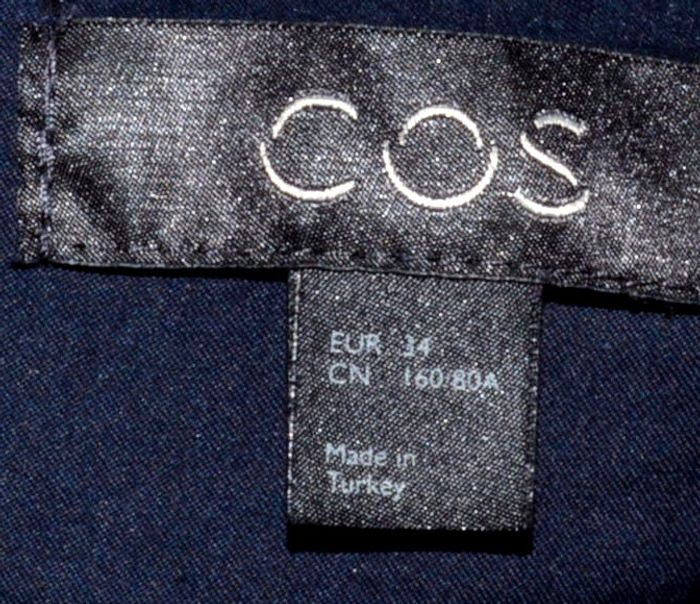 COS
EUR 34
CN 160/80A
Made in
Turkey